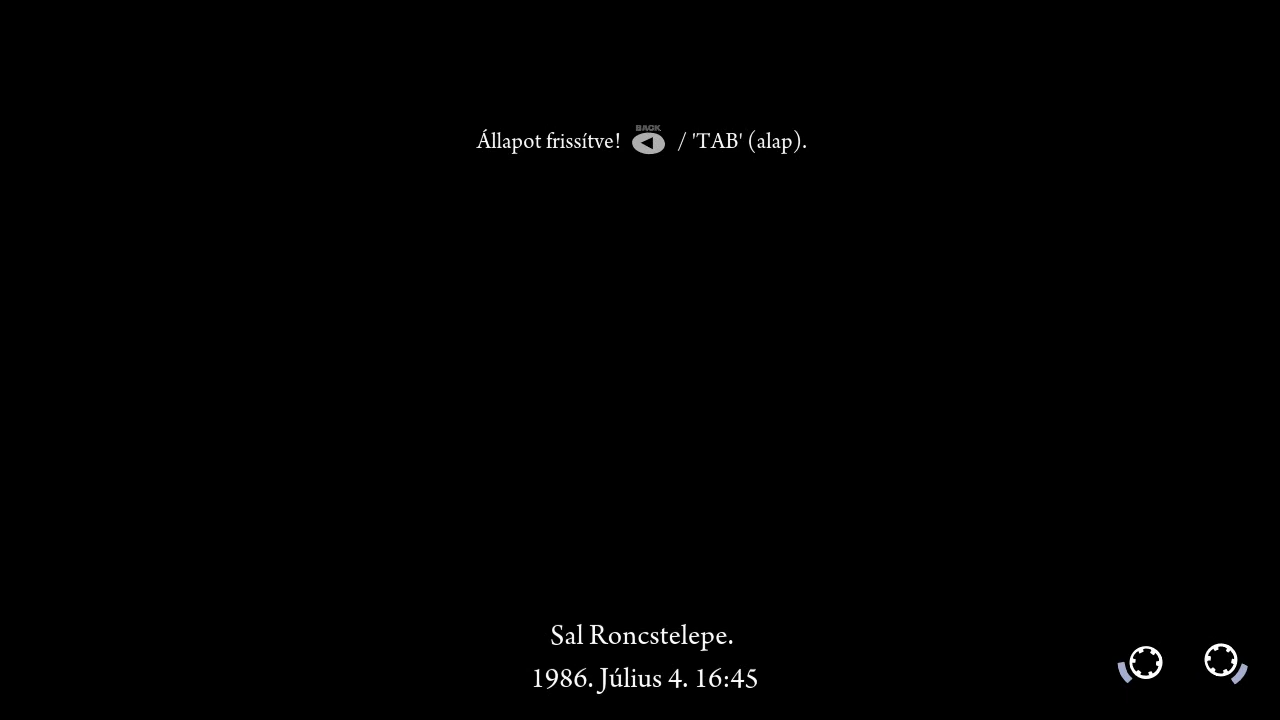 Állapot frissítve! BACK / 'TAB' (alap).
Sal Roncstelepe.
1986. Július 4. 16:45